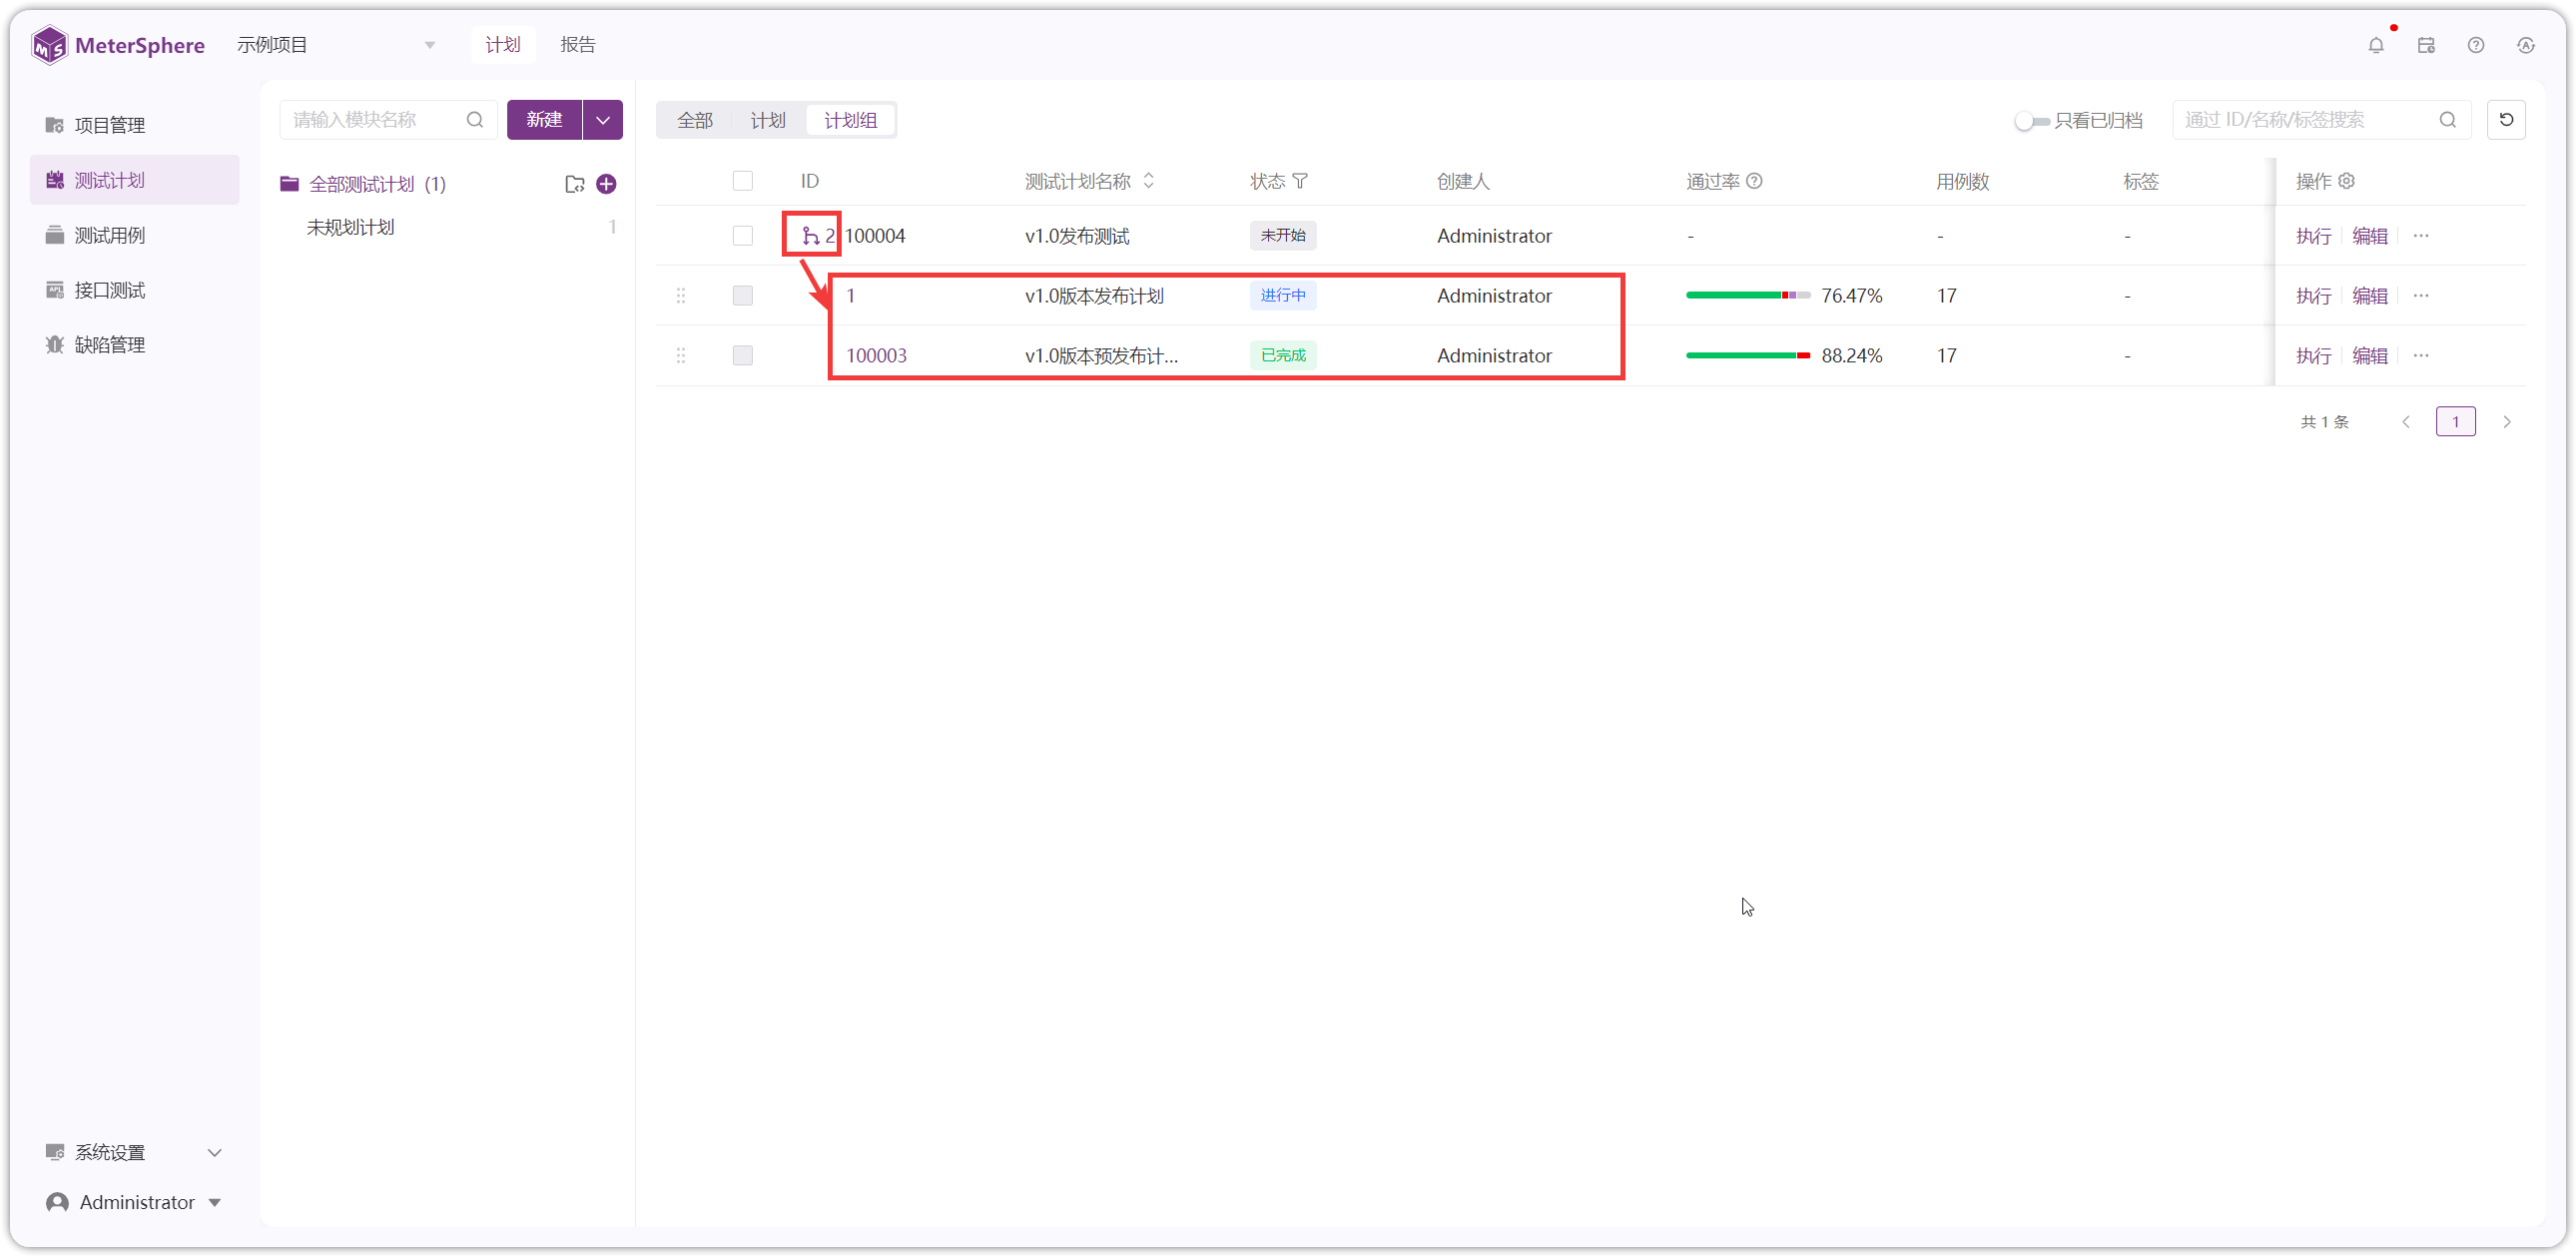 MeterSphere 示例项目 计划 报告
项目管理
测试计划
测试用例
接口测试
缺陷管理
系统设置
Administrator
请输入模块名称 新建
全部测试计划 (1)
未规划计划 1
全部 计划 计划组 只看已归档 通过 ID/名称/标签搜索
ID 测试计划名称 状态 创建人 通过率 用例数 标签 操作
2 100004 v1.0发布测试 未开始 Administrator - - - 执行 编辑 ···
1 v1.0版本发布计划 进行中 Administrator 76.47% 17 - 执行 编辑 ···
100003 v1.0版本预发布计... 已完成 Administrator 88.24% 17 - 执行 编辑 ···
共 1 条 1